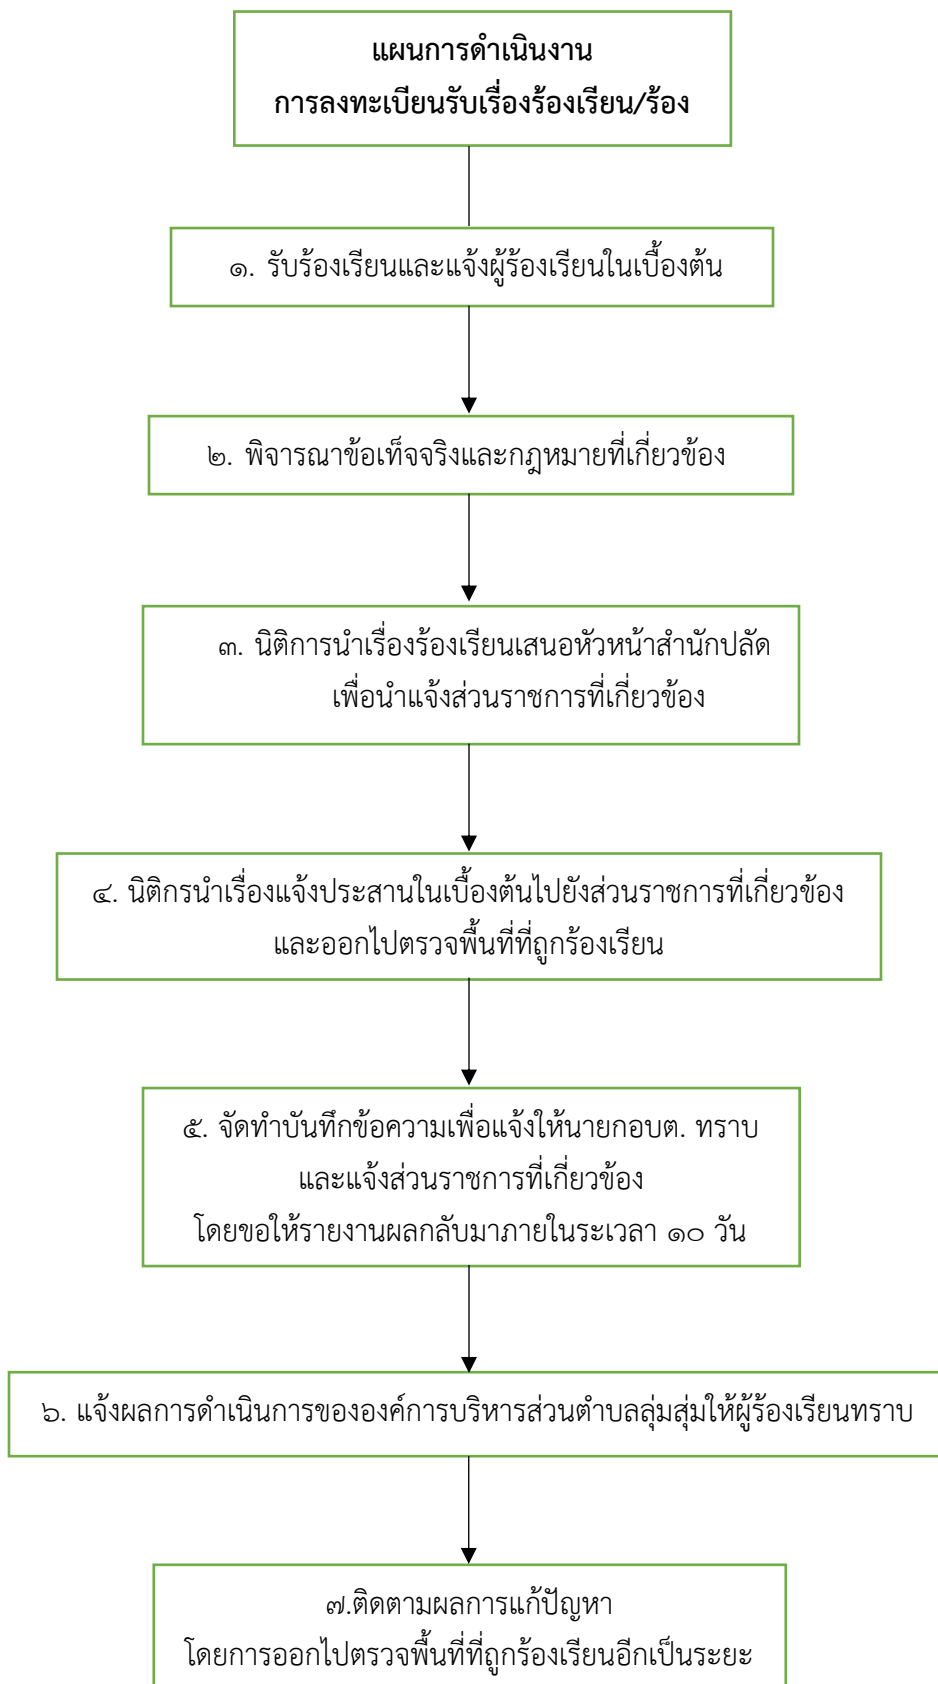 แผนการดำเนินงาน
การลงทะเบียนรับเรื่องร้องเรียน/ร้อง
๑. รับร้องเรียนและแจ้งผู้ร้องเรียนในเบื้องต้น
๒. พิจารณาข้อเท็จจริงและกฎหมายที่เกี่ยวข้อง
๓. นิติการนำเรื่องร้องเรียนเสนอหัวหน้าสำนักปลัด
เพื่อนำแจ้งส่วนราชการที่เกี่ยวข้อง
๔. นิติกรนำเรื่องแจ้งประสานในเบื้องต้นไปยังส่วนราชการที่เกี่ยวข้อง
และออกไปตรวจพื้นที่ที่ถูกร้องเรียน
๕. จัดทำบันทึกข้อความเพื่อแจ้งให้นายกอบต. ทราบ
และแจ้งส่วนราชการที่เกี่ยวข้อง
โดยขอให้รายงานผลกลับมาภายในระเวลา ๑๐ วัน
๖. แจ้งผลการดำเนินการขององค์การบริหารส่วนตำบลลุ่มสุ่มให้ผู้ร้องเรียนทราบ
๗.ติดตามผลการแก้ปัญหา
โดยการออกไปตรวจพื้นที่ที่ถูกร้องเรียนอีกเป็นระยะ